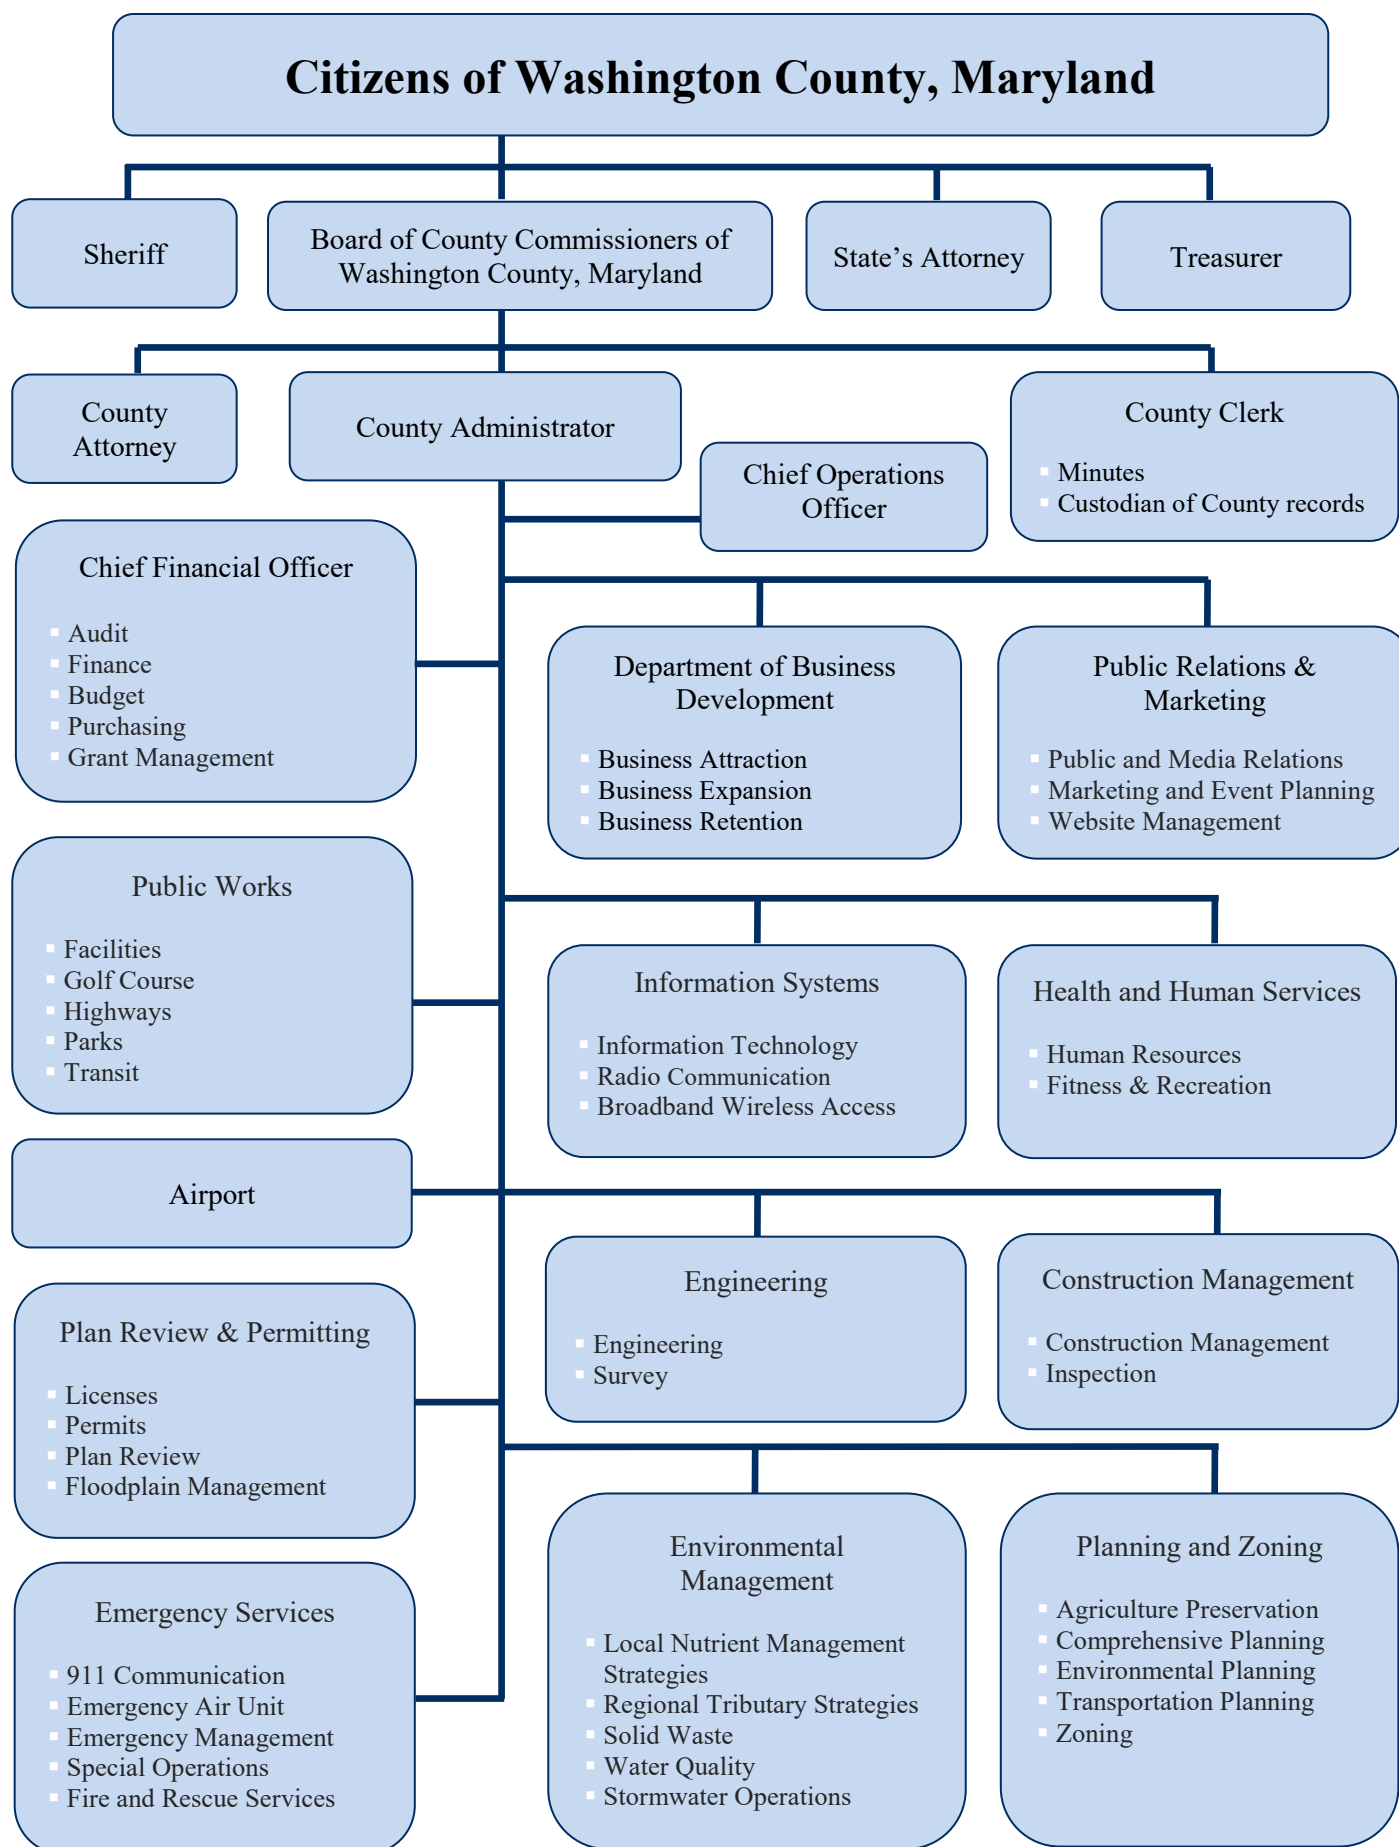 Citizens of Washington County, Maryland
Sheriff
Board of County Commissioners of
Washington County, Maryland
State’s Attorney
Treasurer
County
Attorney
County Administrator
County Clerk
▪ Minutes
▪ Custodian of County records
Chief Operations
Officer
Chief Financial Officer
▪ Audit
▪ Finance
▪ Budget
▪ Purchasing
▪ Grant Management
Department of Business
Development
▪ Business Attraction
▪ Business Expansion
▪ Business Retention
Public Relations &
Marketing
▪ Public and Media Relations
▪ Marketing and Event Planning
▪ Website Management
Public Works
▪ Facilities
▪ Golf Course
▪ Highways
▪ Parks
▪ Transit
Information Systems
▪ Information Technology
▪ Radio Communication
▪ Broadband Wireless Access
Health and Human Services
▪ Human Resources
▪ Fitness & Recreation
Airport
Engineering
▪ Engineering
▪ Survey
Construction Management
▪ Construction Management
▪ Inspection
Plan Review & Permitting
▪ Licenses
▪ Permits
▪ Plan Review
▪ Floodplain Management
Environmental
Management
▪ Local Nutrient Management
Strategies
▪ Regional Tributary Strategies
▪ Solid Waste
▪ Water Quality
▪ Stormwater Operations
Planning and Zoning
▪ Agriculture Preservation
▪ Comprehensive Planning
▪ Environmental Planning
▪ Transportation Planning
▪ Zoning
Emergency Services
▪ 911 Communication
▪ Emergency Air Unit
▪ Emergency Management
▪ Special Operations
▪ Fire and Rescue Services